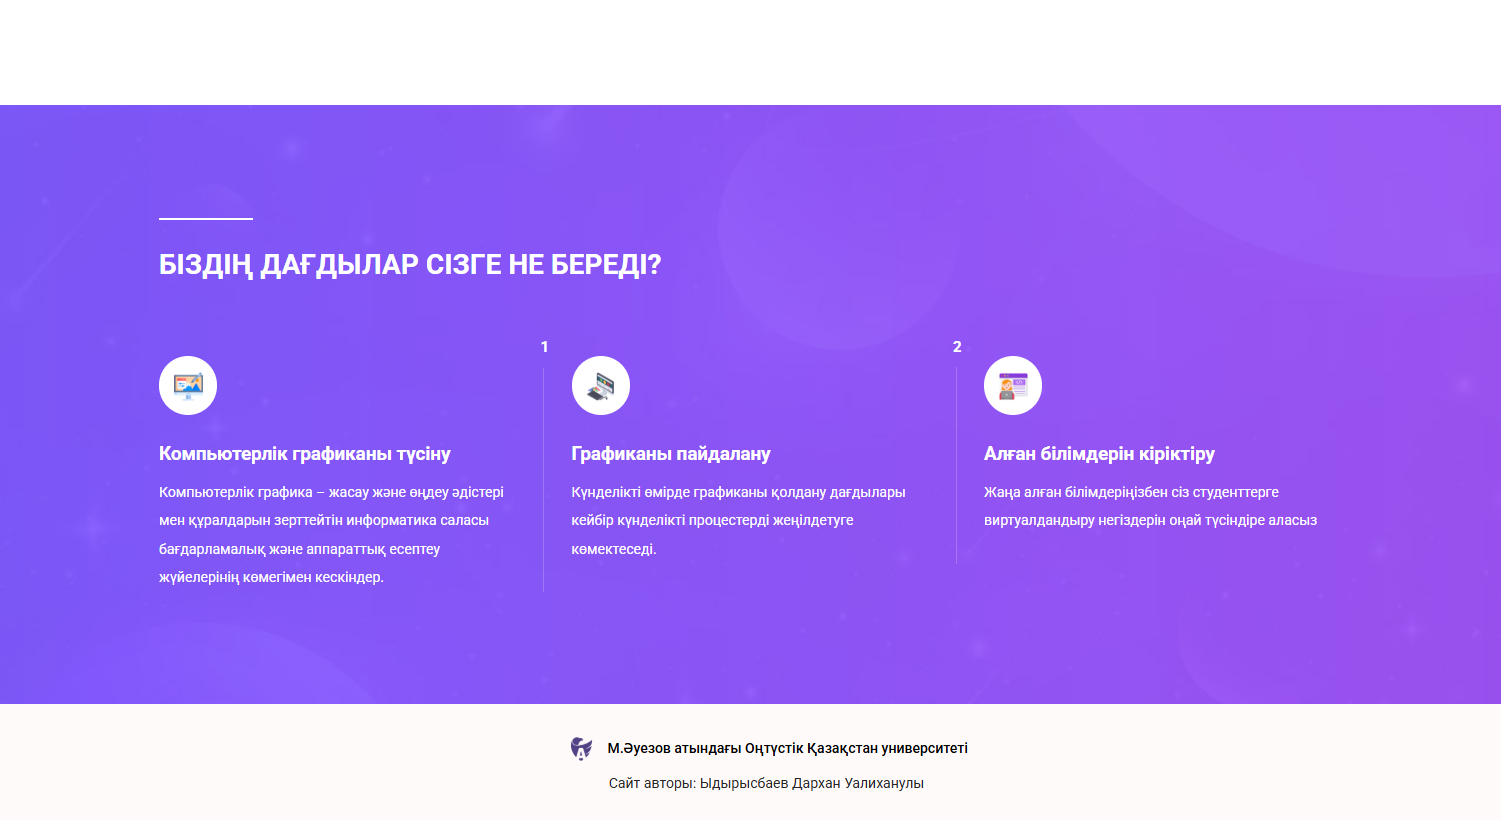 БІЗДІҢ ДАҒДЫЛАР СІЗГЕ НЕ БЕРЕДІ?
Компьютерлік графиканы түсіну
Компьютерлік графика – жасау және өңдеу әдістері
мен құралдарын зерттейтін информатика саласы
бағдарламалық және аппараттық есептеу
жүйелерінің көмегімен кескіндер.
1
Графиканы пайдалану
Күнделікті өмірде графиканы қолдану дағдылары
кейбір күнделікті процестерді жеңілдетуге
көмектеседі.
2
Алған білімдерін кіріктіру
Жаңа алған білімдеріңізбен сіз студенттерге
виртуалдандыру негіздерін оңай түсіндіре аласыз
М.Әуезов атындағы Оңтүстік Қазақстан университеті
Сайт авторы: Ыдырысбаев Дархан Уалиханулы